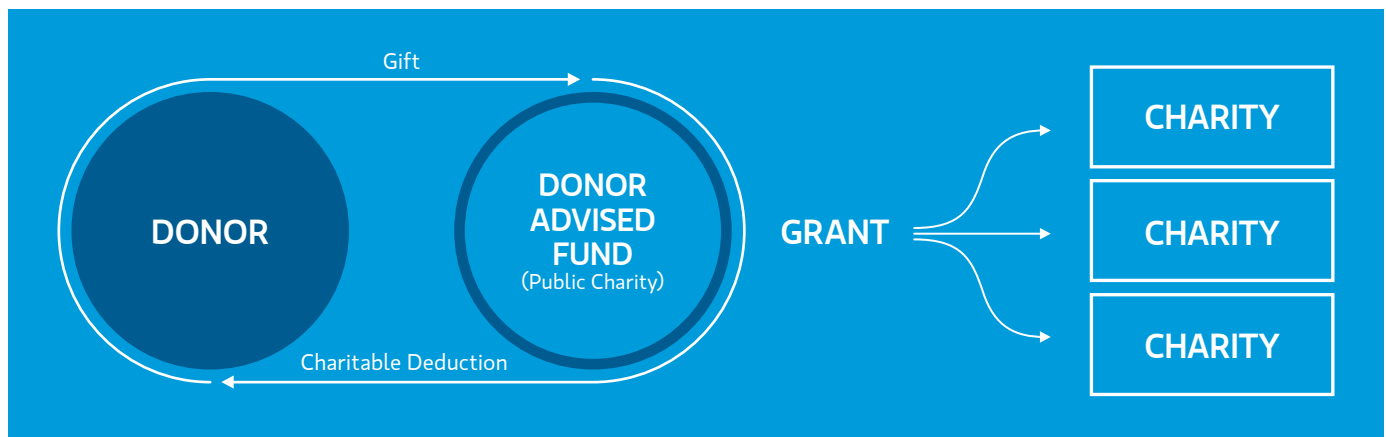 Gift
DONOR
DONOR
ADVISED
FUND
(Public Charity)
Charitable Deduction
GRANT
CHARITY
CHARITY
CHARITY